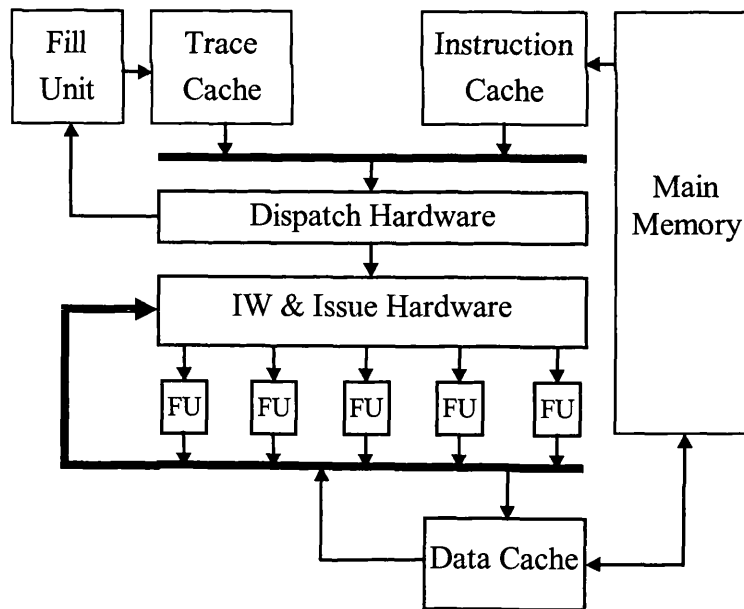 Fill
Unit
Trace
Cache
Instruction
Cache
Main
Memory
Dispatch Hardware
IW & Issue Hardware
FU
FU
FU
FU
FU
Data Cache